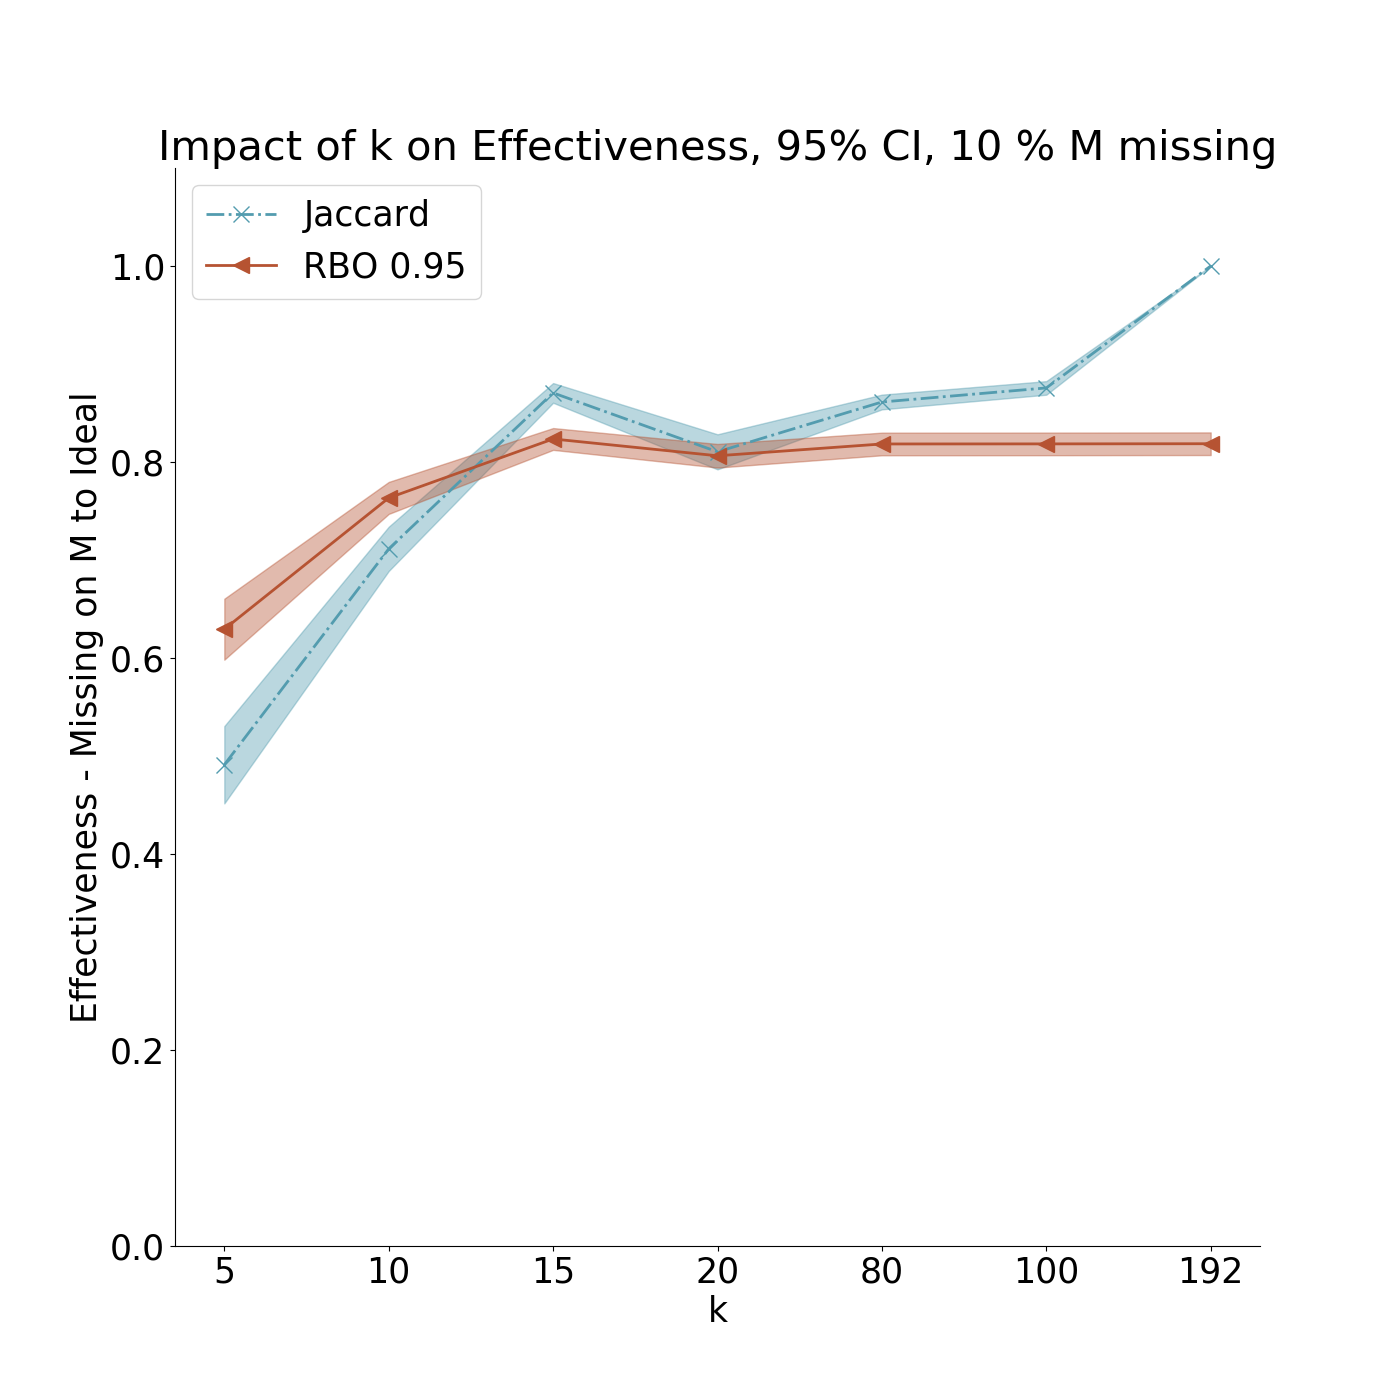 Impact of k on Effectiveness, 95% CI, 10 % M missing
Jaccard
RBO 0.95
Effectiveness - Missing on M to Ideal
1.0
0.8
0.6
0.4
0.2
0.0
5 10 15 20 80 100 192
k